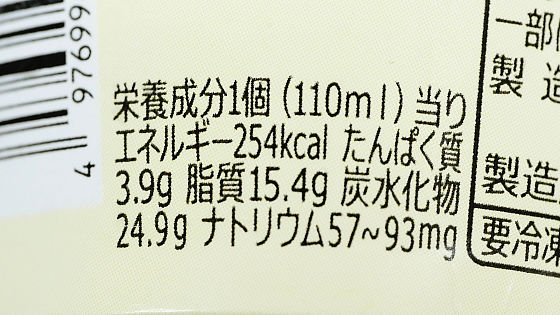 栄養成分1個（110ml）当り
エネルギー254kcal たんぱく質
3.9g 脂質15.4g 炭水化物
24.9g ナトリウム57~93mg
一部
製造
製造
要冷凍
4 97699